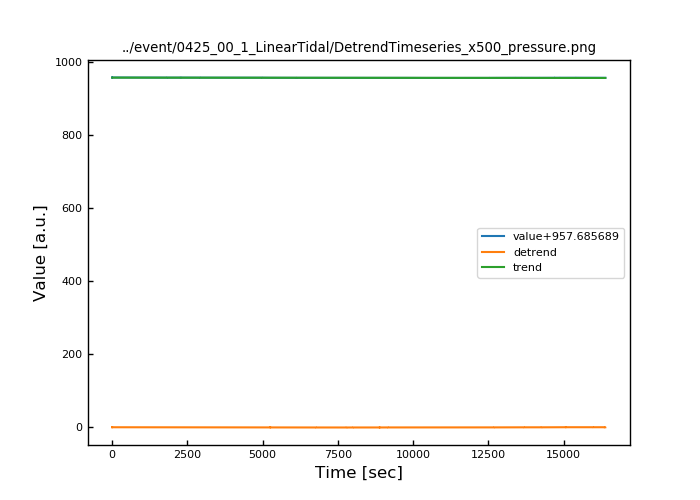 ../event/0425_00_1_LinearTidal/DetrendTimeseries_x500_pressure.png
1000
800
600
400
200
0
Value [a.u.]
value+957.685689
detrend
trend
0 2500 5000 7500 10000 12500 15000
Time [sec]